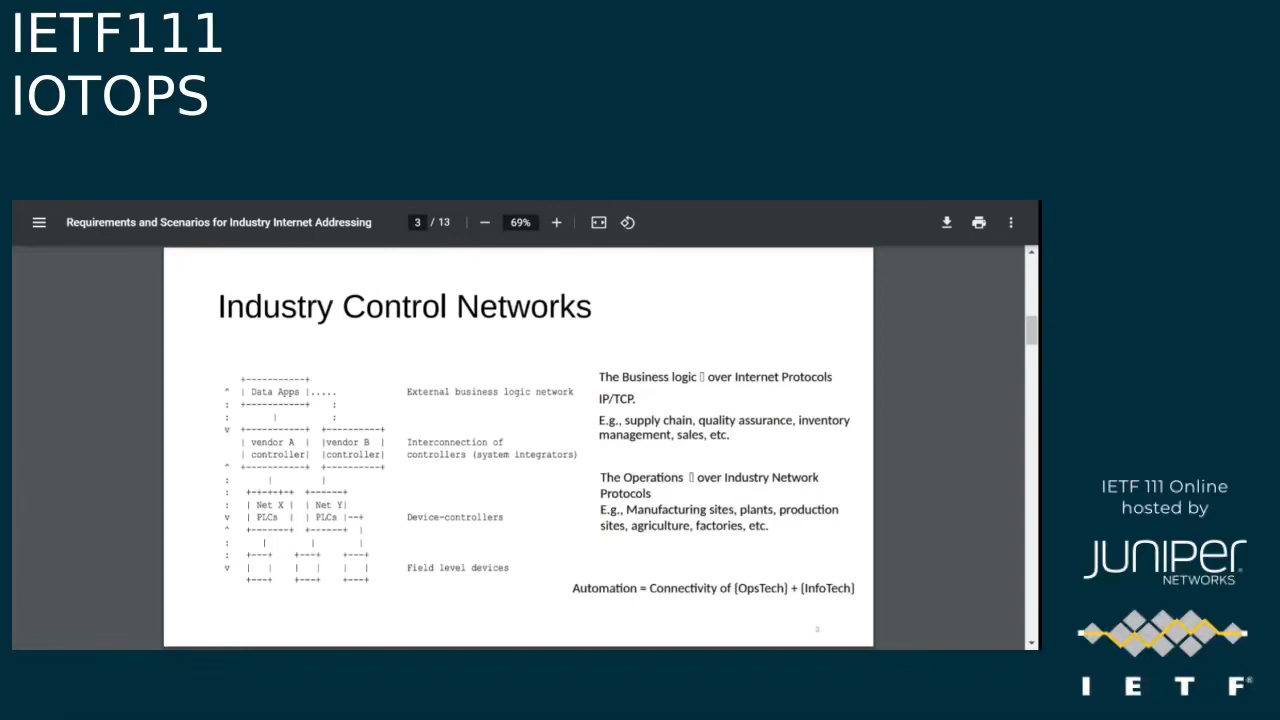 IETF111
IOTOPS
Requirements and Scenarios for Industry Internet Addressing
3 / 13
69%
Industry Control Networks
+-----------+
^ | Data Apps |..... External business logic network
: +-----------+ :
: | :
v +-----------+ +----------+
| vendor A | |vendor B | Interconnection of
| controller| |controller| controllers (system integrators)
^ +-----------+ +----------+
: | |
: +-+-+-+-+ +------+
: | Net X | | Net Y|
v | PLCs | | PLCs |--+ Device-controllers
^ +-------+ +------+ |
: | | |
: +---+ +---+ +---+
v | | | | | | Field level devices
+---+ +---+ +---+
The Business logic ▯ over Internet Protocols
IP/TCP.
E.g., supply chain, quality assurance, inventory
management, sales, etc.
The Operations ▯ over Industry Network
Protocols
E.g., Manufacturing sites, plants, production
sites, agriculture, factories, etc.
Automation = Connectivity of {OpsTech} + {InfoTech}
3
IETF 111 Online
hosted by
JUNIPER
NETWORKS
I E T F®